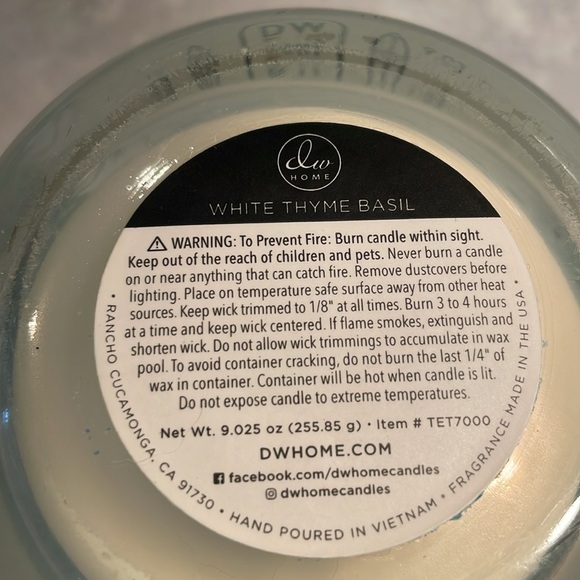 DW
dw
HOME
WHITE THYME BASIL
⚠ WARNING: To Prevent Fire: Burn candle within sight.
Keep out of the reach of children and pets. Never burn a candle
on or near anything that can catch fire. Remove dustcovers before
lighting. Place on temperature safe surface away from other heat
sources. Keep wick trimmed to 1/8" at all times. Burn 3 to 4 hours
at a time and keep wick centered. If flame smokes, extinguish and
shorten wick. Do not allow wick trimmings to accumulate in wax
pool. To avoid container cracking, do not burn the last 1/4" of
wax in container. Container will be hot when candle is lit.
Do not expose candle to extreme temperatures.
Net Wt. 9.025 oz (255.85 g) • Item # TET7000
DWHOME.COM
facebook.com/dwhomecandles
dwhomecandles
• RANCHO CUCAMONGA, CA 91730 • HAND POURED IN VIETNAM • FRAGRANCE MADE IN THE USA •